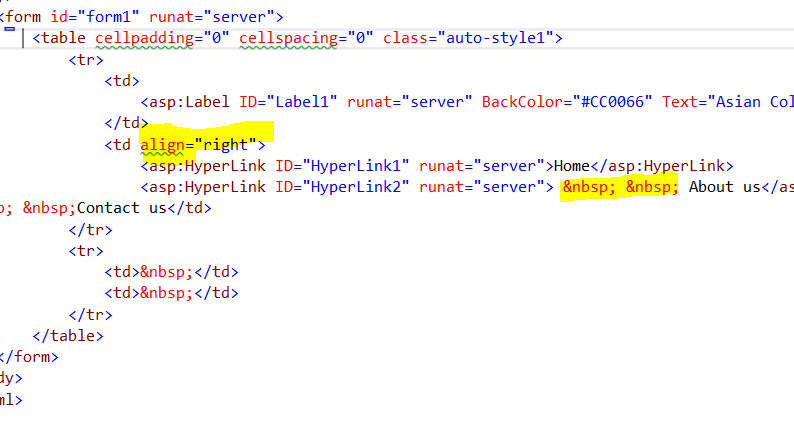 <form id="form1" runat="server">
<table cellpadding="0" cellspacing="0" class="auto-style1">
<tr>
<td>
<asp:Label ID="Label1" runat="server" BackColor="#CC0066" Text="Asian Col
</td>
<td align="right">
<asp:HyperLink ID="HyperLink1" runat="server">Home</asp:HyperLink>
<asp:HyperLink ID="HyperLink2" runat="server"> &nbsp; &nbsp; About us</as
p; &nbsp;Contact us</td>
</tr>
<tr>
<td>&nbsp;</td>
<td>&nbsp;</td>
</tr>
</table>
</form>
dy>
ml>